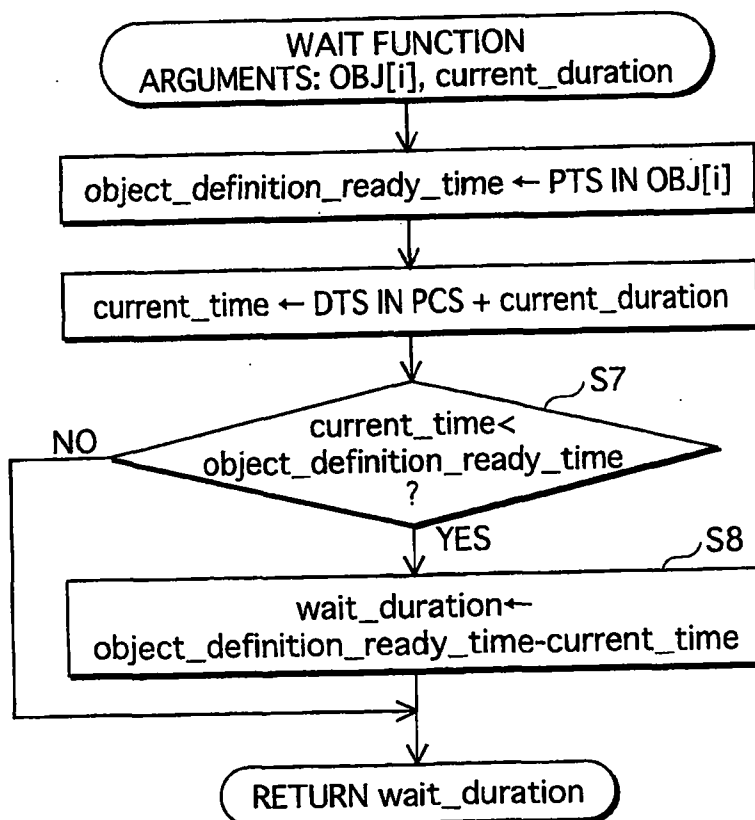 WAIT FUNCTION
ARGUMENTS: OBJ[i], current_duration
object_definition_ready_time ← PTS IN OBJ[i]
current_time ← DTS IN PCS + current_duration
S7
current_time<
object_definition_ready_time
?
NO
YES
S8
wait_duration←
object_definition_ready_time-current_time
RETURN wait_duration